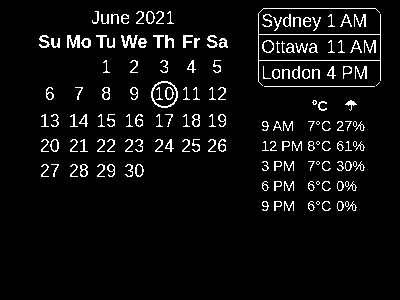 June 2021
Su Mo Tu We Th Fr Sa
1 2 3 4 5
6 7 8 9 10 11 12
13 14 15 16 17 18 19
20 21 22 23 24 25 26
27 28 29 30
Sydney 1 AM
Ottawa 11 AM
London 4 PM
°C
9 AM 7°C 27%
12 PM 8°C 61%
3 PM 7°C 30%
6 PM 6°C 0%
9 PM 6°C 0%